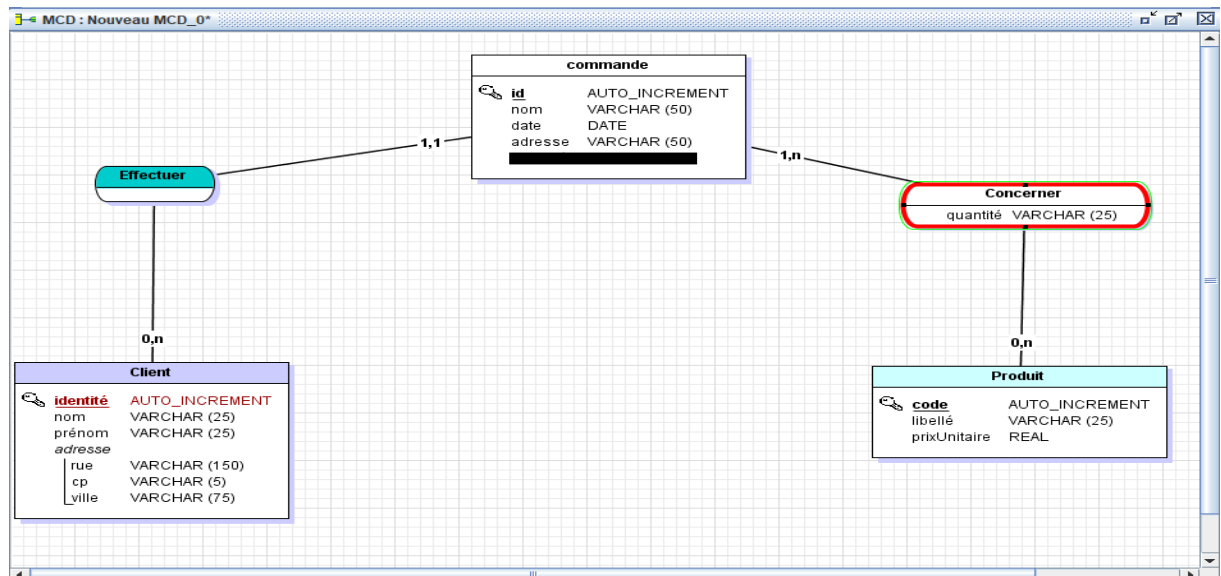 MCD : Nouveau MCD_0*
commande
id AUTO_INCREMENT
nom VARCHAR (50)
date DATE
adresse VARCHAR (50)
1,1
1,n
Effectuer
Concerner
quantité VARCHAR (25)
0,n
0,n
Client
identité AUTO_INCREMENT
nom VARCHAR (25)
prénom VARCHAR (25)
adresse
rue VARCHAR (150)
cp VARCHAR (5)
ville VARCHAR (75)
Produit
code AUTO_INCREMENT
libellé VARCHAR (25)
prixUnitaire REAL